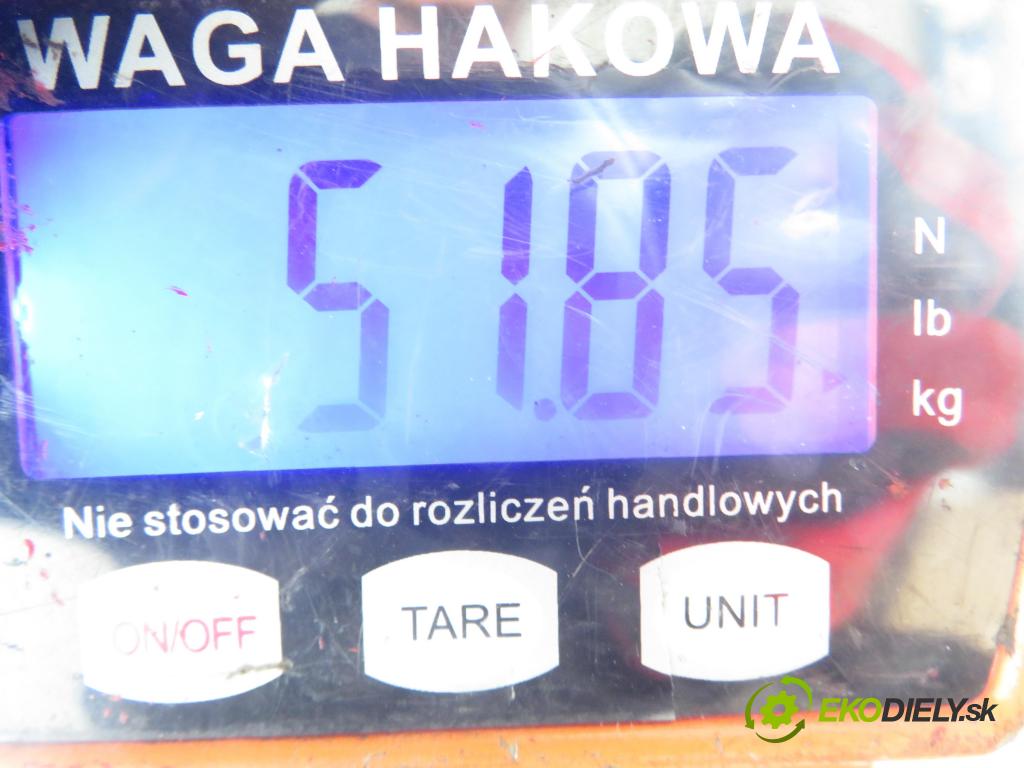 WAGA HAKOWA
51.85
N
lb
kg
Nie stosować do rozliczeń handlowych
ON/OFF TARE UNIT
EKODIELY.sk